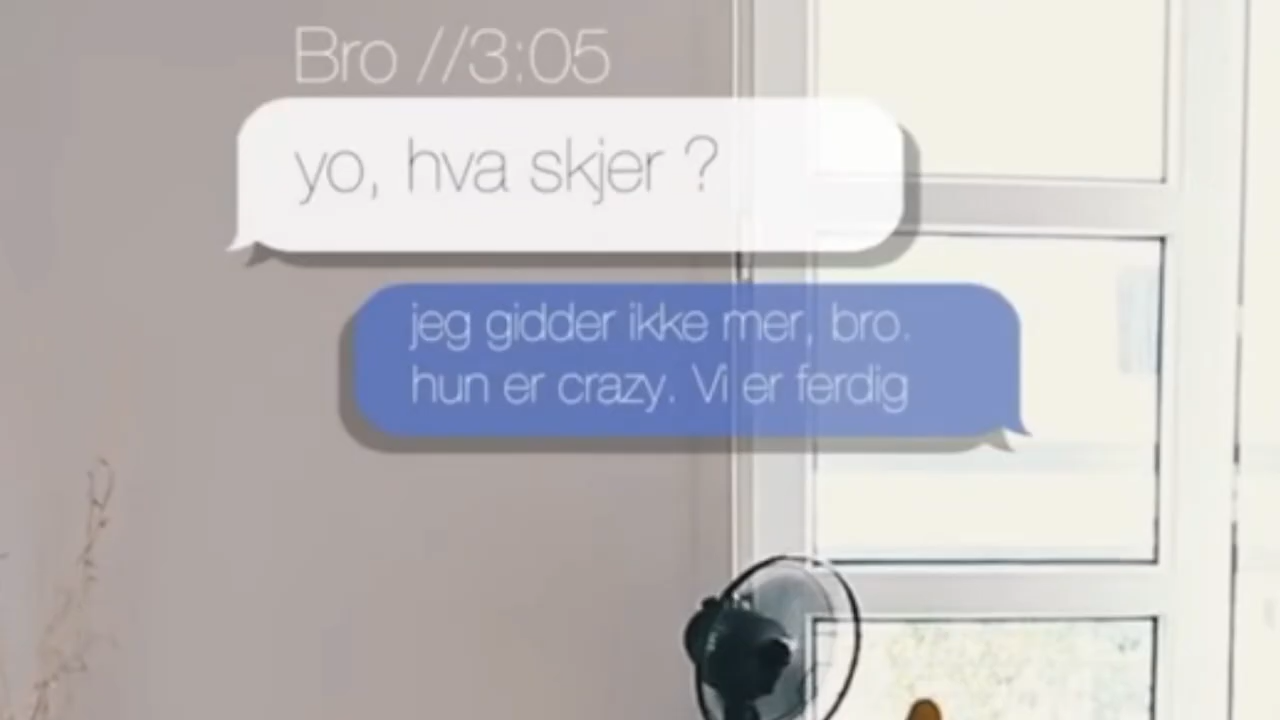 Bro //3:05
yo, hva skjer ?
jeg gidder ikke mer, bro.
hun er crazy. Vi er ferdig